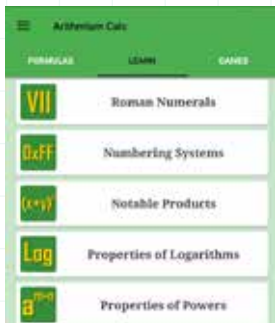 Arithmetum Calc
FORMULAS LEARN GAMES
VII Roman Numerals
0xFF Numbering Systems
(x+y)² Notable Products
Log Properties of Logarithms
Properties of Powers